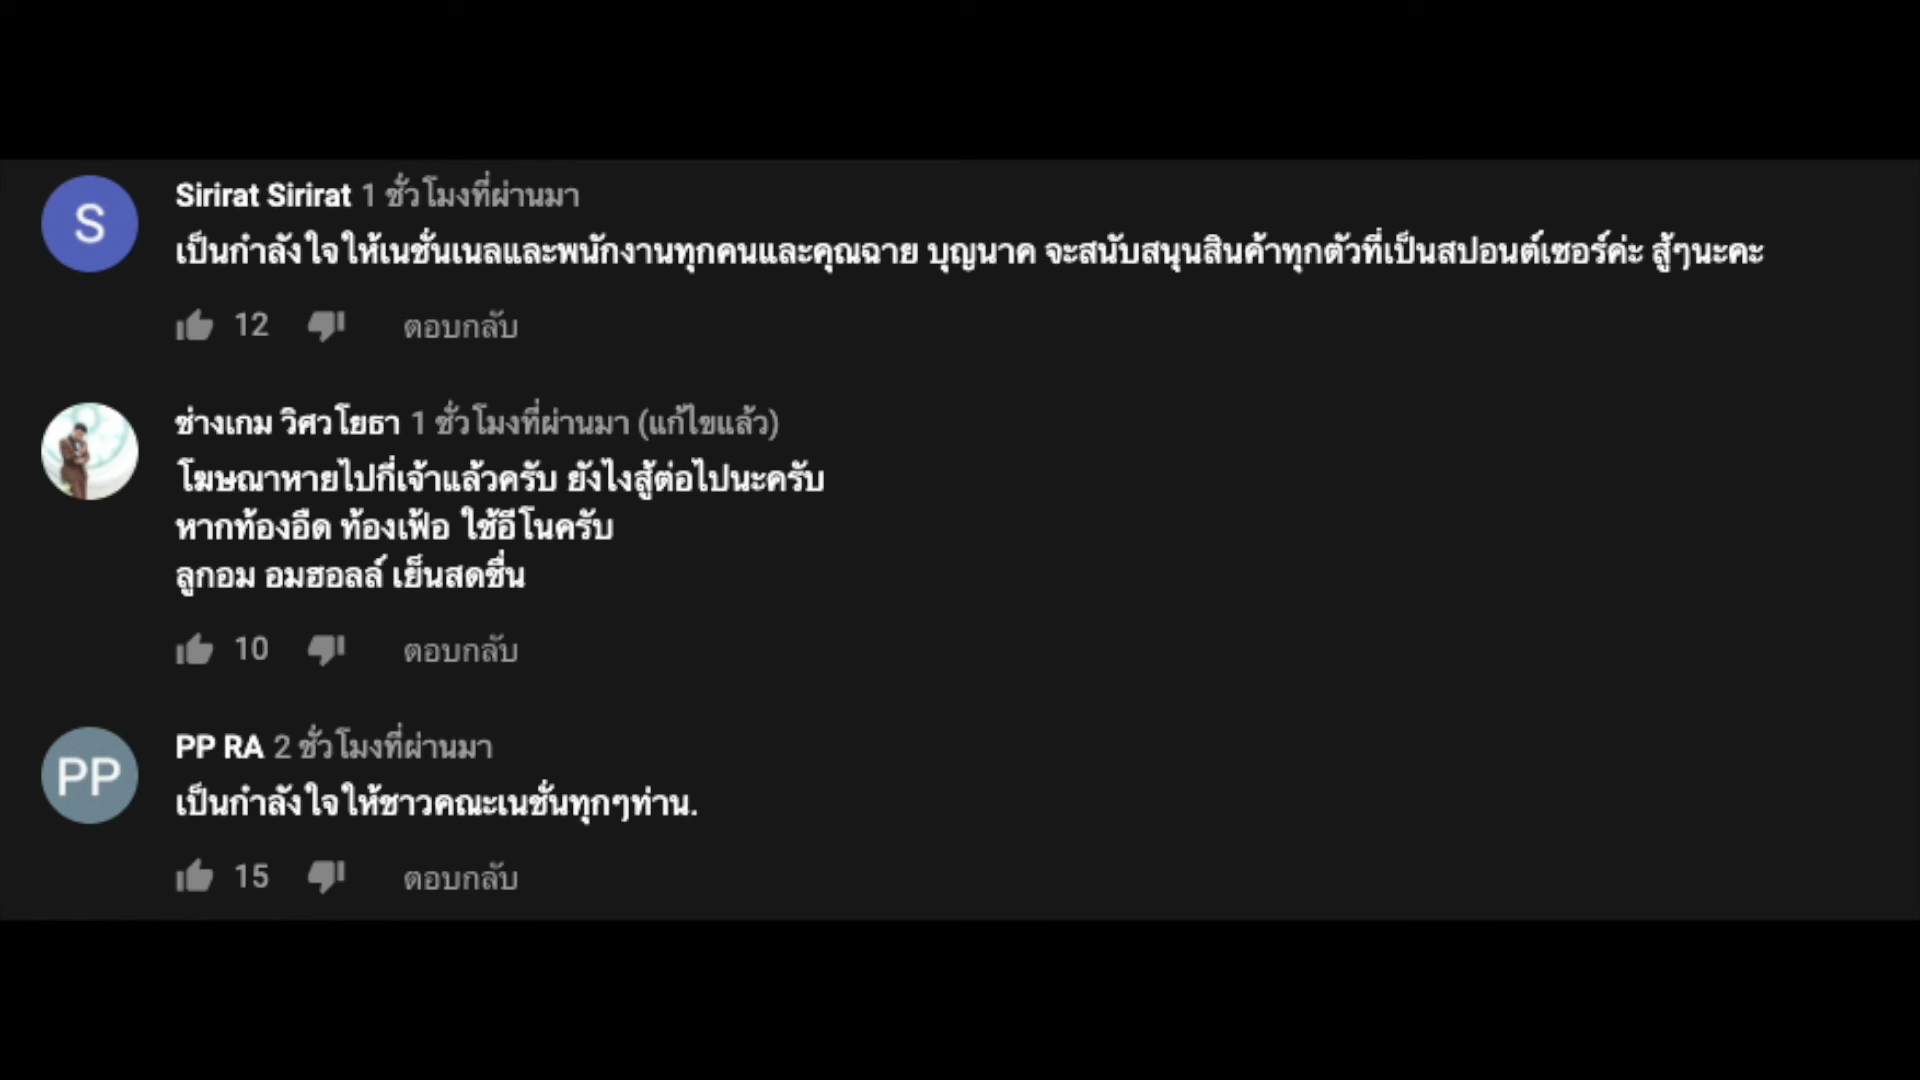 S
Sirirat Sirirat 1 ชั่วโมงที่ผ่านมา
เป็นกำลังใจให้เนชั่นเนลและพนักงานทุกคนและคุณฉาย บุญนาค จะสนับสนุนสินค้าทุกตัวที่เป็นสปอนต์เซอร์ค่ะ สู้ๆนะคะ
12 ตอบกลับ
ช่างเกม วิศวโยธา 1 ชั่วโมงที่ผ่านมา (แก้ไขแล้ว)
โฆษณาหายไปกี่เจ้าแล้วครับ ยังไงสู้ต่อไปนะครับ
หากท้องอืด ท้องเฟ้อ ใช้อีโนครับ
ลูกอม อมฮอลล์ เย็นสดชื่น
10 ตอบกลับ
PP
PP RA 2 ชั่วโมงที่ผ่านมา
เป็นกำลังใจให้ชาวคณะเนชั่นทุกๆท่าน.
15 ตอบกลับ